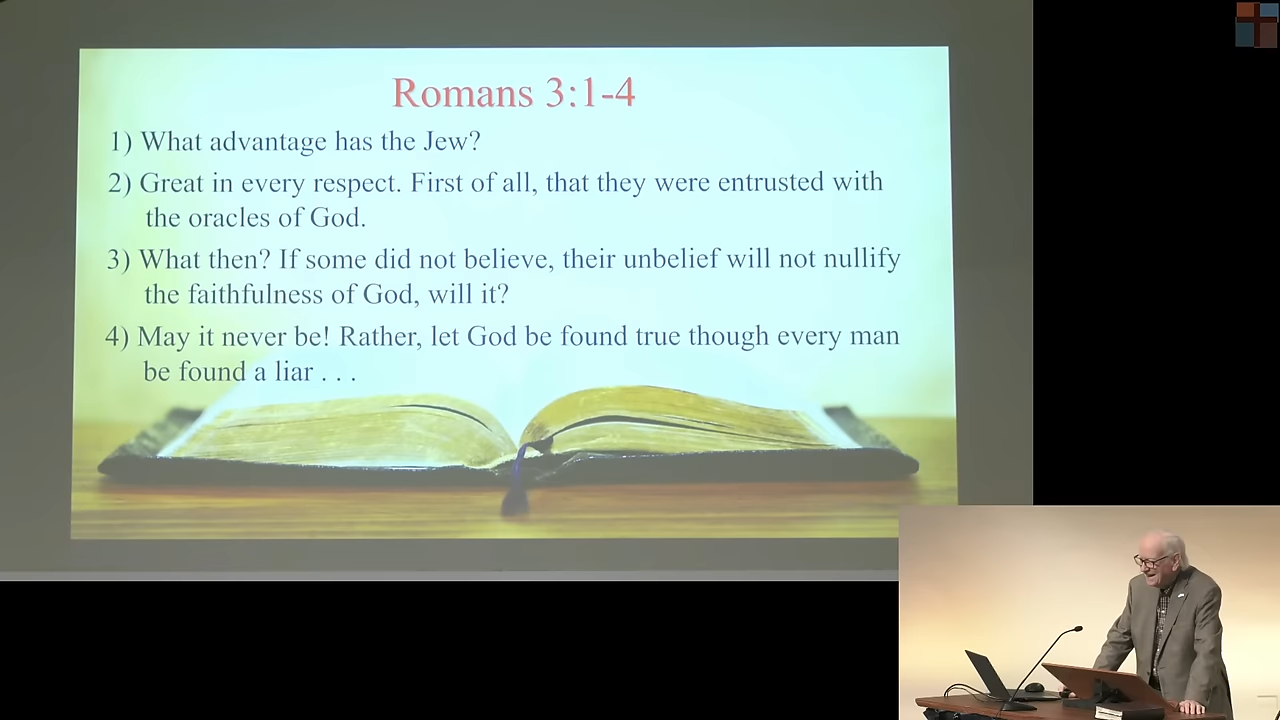 Romans 3:1-4
1) What advantage has the Jew?
2) Great in every respect. First of all, that they were entrusted with
the oracles of God.
3) What then? If some did not believe, their unbelief will not nullify
the faithfulness of God, will it?
4) May it never be! Rather, let God be found true though every man
be found a liar . . .